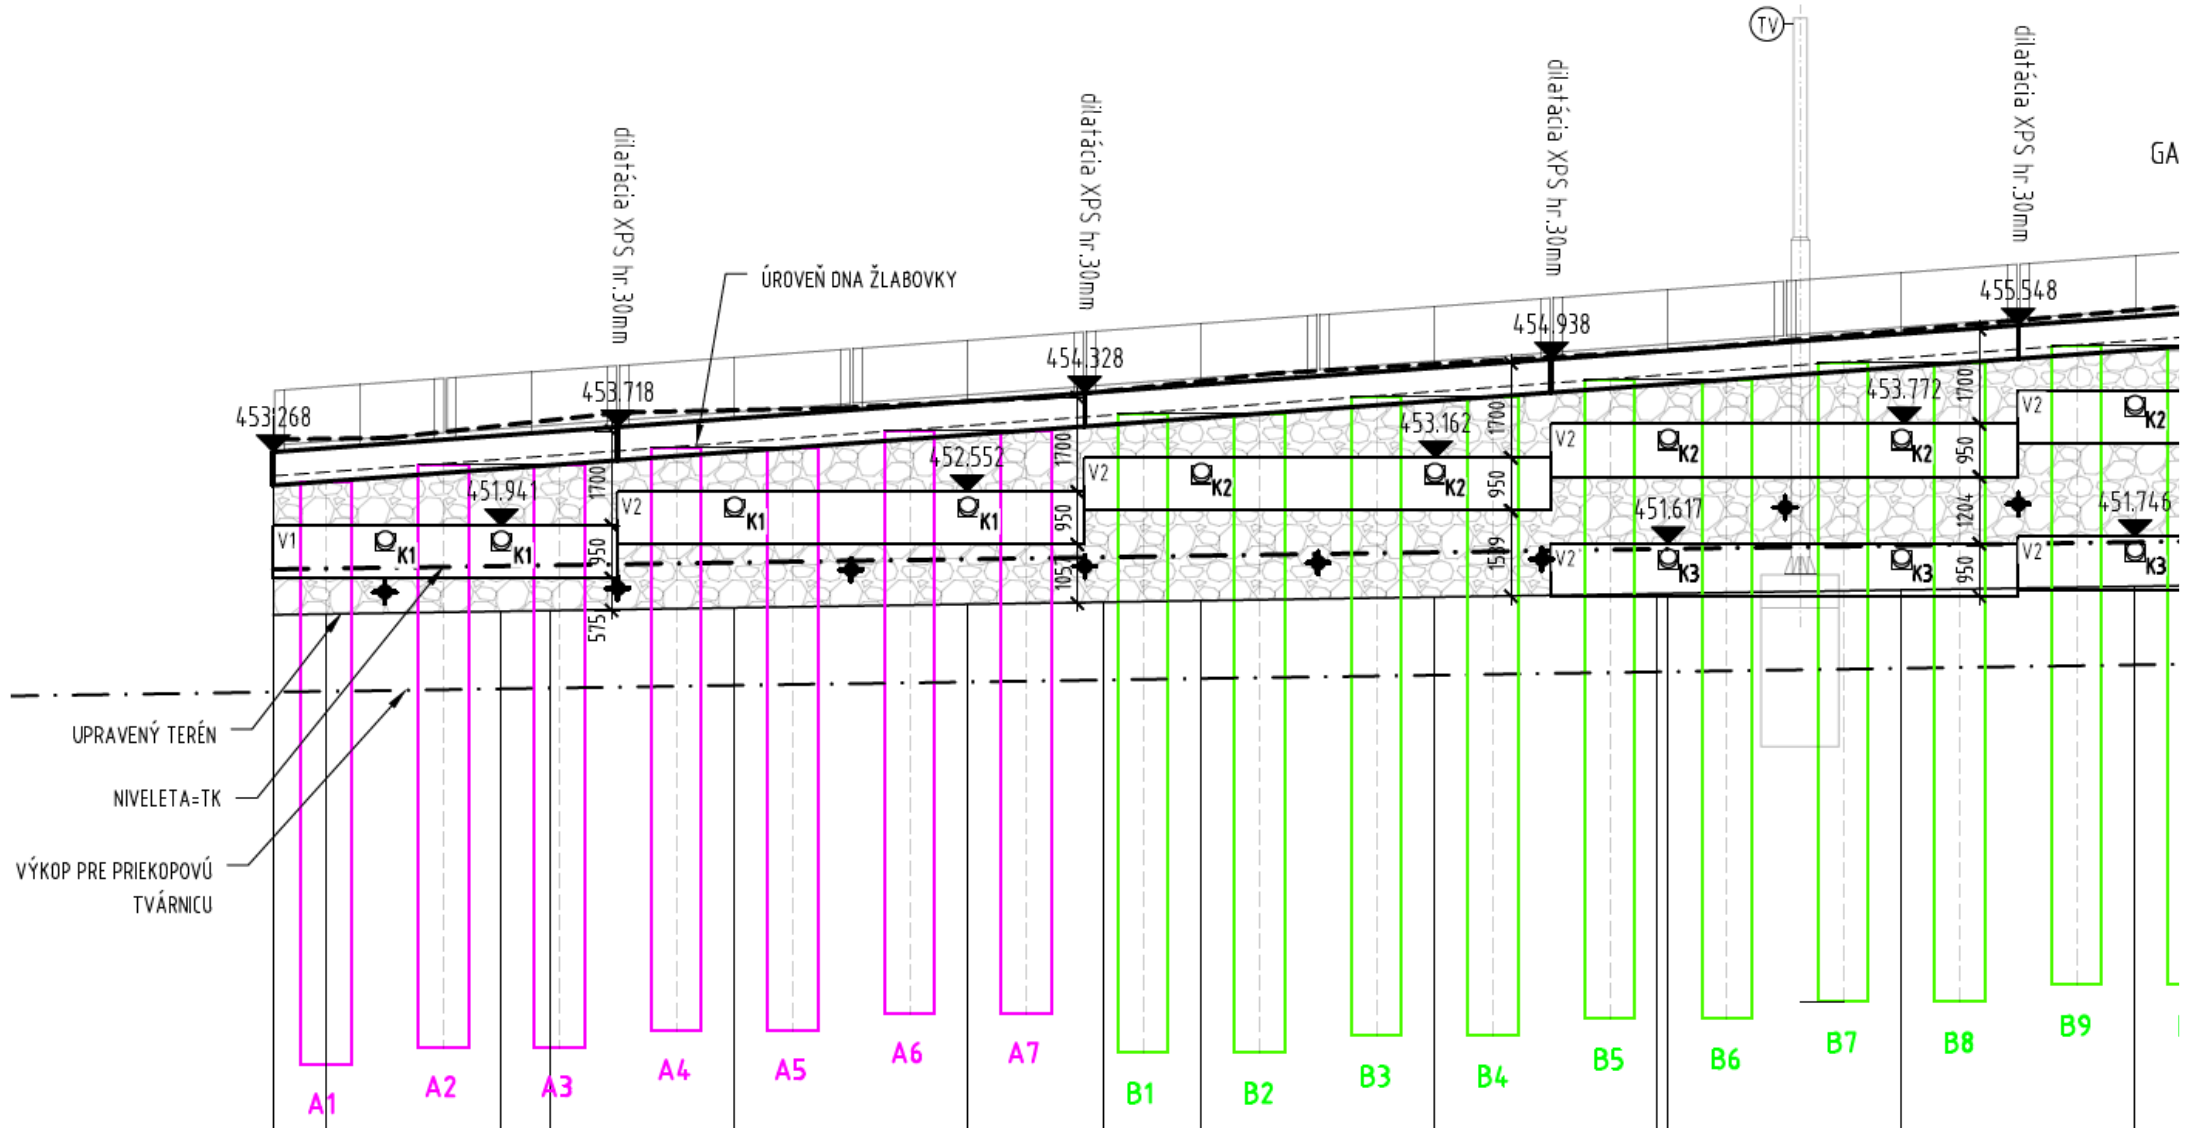 TV
dilatácia XPS hr.30mm
dilatácia XPS hr.30mm
dilatácia XPS hr.30mm
dilatácia XPS hr.30mm
GA
ÚROVEŇ DNA ŽLABOVKY
453.268
453.718
454.328
454.938
455.548
451.941
452.552
453.162
453.772
451.617
451.746
V1
V2
V2
V2
V2
V2
V2
K1
K1
K1
K1
K2
K2
K2
K2
K2
K3
K3
K3
1700
950
575
1700
950
1700
950
1539
1700
950
1204
950
UPRAVENÝ TERÉN
NIVELETA=TK
VÝKOP PRE PRIEKOPOVÚ
TVÁRNICU
A1
A2
A3
A4
A5
A6
A7
B1
B2
B3
B4
B5
B6
B7
B8
B9